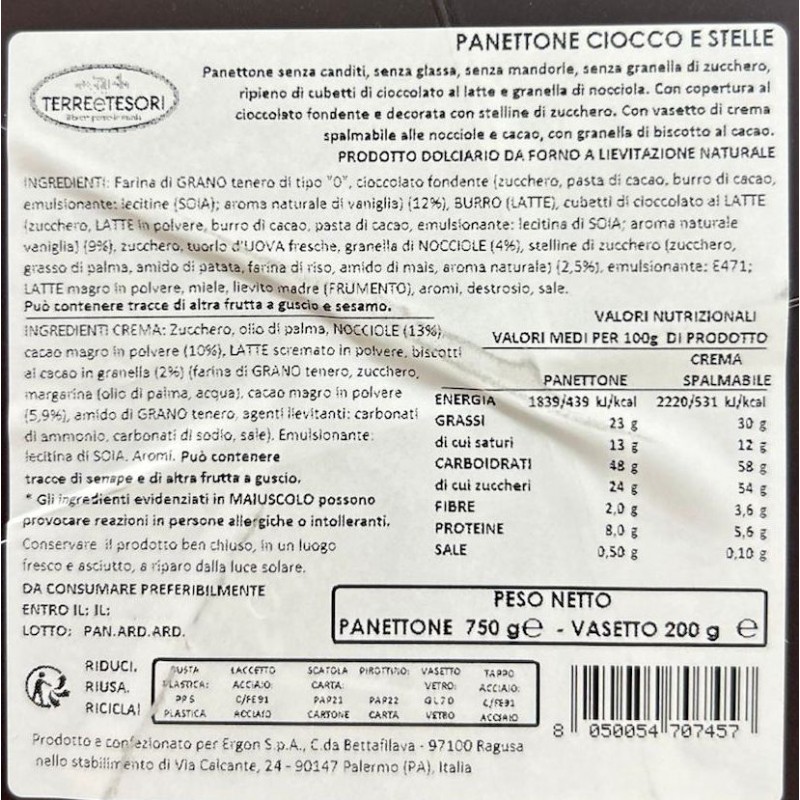 PANETTONE CIOCCO E STELLE
TERREeTESORI
Panettone senza canditi, senza glassa, senza mandorle, senza granella di zucchero,
ripieno di cubetti di cioccolato al latte e granella di nocciola. Con copertura al
cioccolato fondente e decorata con stelline di zucchero. Con vasetto di crema
spalmabile alle nocciole e cacao, con granella di biscotto al cacao.
PRODOTTO DOLCIARIO DA FORNO A LIEVITAZIONE NATURALE
INGREDIENTI: Farina di GRANO tenero di tipo "0", cioccolato fondente (zucchero, pasta di cacao, burro di cacao,
emulsionante: lecitine (SOIA); aroma naturale di vaniglia) (12%), BURRO (LATTE), cubetti di cioccolato al LATTE
(zucchero, LATTE in polvere, burro di cacao, pasta di cacao, emulsionante: lecitina di SOIA; aroma naturale
vaniglia) (9%), zucchero, tuorlo d'UOVA fresche, granella di NOCCIOLE (4%), stelline di zucchero (zucchero,
grasso di palma, amido di patata, farina di riso, amido di mais, aroma naturale) (2,5%), emulsionante: E471;
LATTE magro in polvere, miele, lievito madre (FRUMENTO), aromi, destrosio, sale.
Può contenere tracce di altra frutta a guscio e sesamo.
INGREDIENTI CREMA: Zucchero, olio di palma, NOCCIOLE (13%),
cacao magro in polvere (10%), LATTE scremato in polvere, biscotti
al cacao in granella (2%) (farina di GRANO tenero, zucchero,
margarina (olio di palma, acqua), cacao magro in polvere
(5,9%), amido di GRANO tenero, agenti lievitanti: carbonati
di ammonio, carbonati di sodio, sale). Emulsionante:
lecitina di SOIA. Aromi. Può contenere
tracce di senape e di altra frutta a guscio.
* Gli ingredienti evidenziati in MAIUSCOLO possono
provocare reazioni in persone allergiche o intolleranti.
Conservare il prodotto ben chiuso, in un luogo
fresco e asciutto, a riparo dalla luce solare.
DA CONSUMARE PREFERIBILMENTE
ENTRO IL: IL:
LOTTO: PAN.ARD.ARD.
VALORI NUTRIZIONALI
VALORI MEDI PER 100g DI PRODOTTO
CREMA
PANETTONE SPALMABILE
ENERGIA 1839/439 kJ/kcal 2220/531 kJ/kcal
GRASSI 23 g 30 g
di cui saturi 13 g 12 g
CARBOIDRATI 48 g 58 g
di cui zuccheri 24 g 54 g
FIBRE 2,0 g 3,6 g
PROTEINE 8,0 g 5,6 g
SALE 0,50 g 0,10 g
PESO NETTO
PANETTONE 750 g e - VASETTO 200 g e
RIDUCI.
RIUSA.
RICICLA!
BUSTA LACCETTO SCATOLA PIROTTINO: VASETTO TAPPO
PLASTICA: ACCIAIO: CARTA: VETRO: ACCIAIO:
PP5 C/FE91 PAP21 PAP22 GL70 C/FE91
PLASTICA ACCIAIO CARTONE CARTA VETRO ACCIAIO
8 050054 707457
Prodotto e confezionato per Ergon S.p.A., C.da Bettafilava - 97100 Ragusa
nello stabilimento di Via Calcante, 24 - 90147 Palermo (PA), Italia